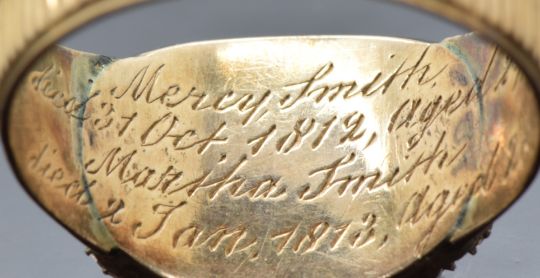 Mercy Smith,
died 31 Oct, 1812, aged
Martha Smith
died 2 Jan, 1813, aged